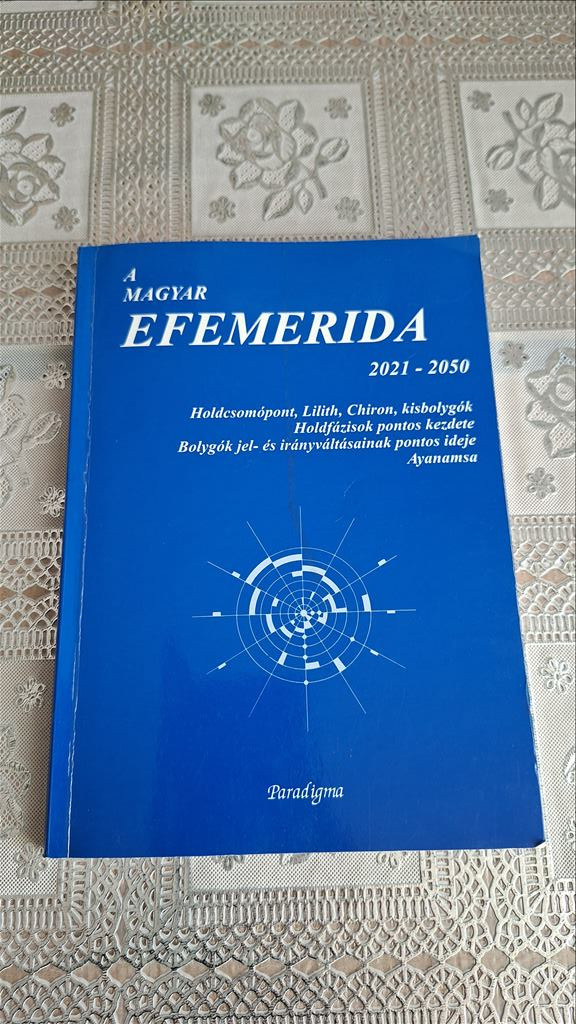 A
MAGYAR
EFEMERIDA
2021 - 2050
Holdcsomópont, Lilith, Chiron, kisbolygók
Holdfázisok pontos kezdete
Bolygók jel- és irányváltásainak pontos ideje
Ayanamsa
Paradigma